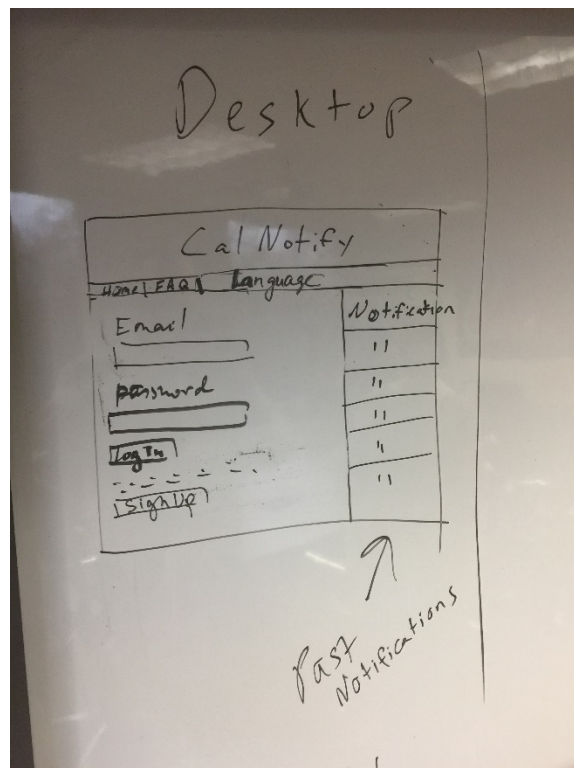 Desktop
Cal Notify
Home | FAQ | Language
Email
password
Log In
Sign Up
Notification
"
"
"
"
"
Past
Notifications